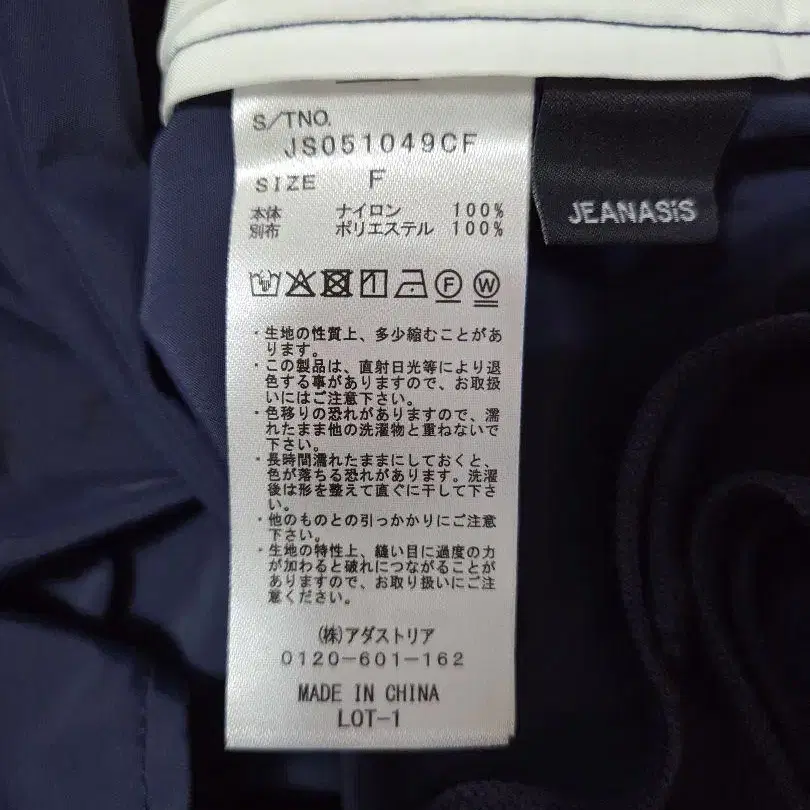 S/TNO.
JS051049CF
SIZE F
本体 ナイロン 100%
別布 ポリエステル 100%
F W
JEANASiS
・生地の性質上、多少縮むことがあ
ります。
・この製品は、直射日光等により退
色する事がありますので、お取扱
いにはご注意下さい。
・色移りの恐れがありますので、濡
れたまま他の洗濯物と重ねないで
下さい。
・長時間濡れたままにしておくと、
色が落ちる恐れがあります。洗濯
後は形を整えて直ぐに干して下さ
い。
・他のものとの引っかかりにご注意
下さい。
・生地の特性上、縫い目に過度の力
が加わると破れにつながることが
ありますので、お取り扱いにご注
意ください。
(株)アダストリア
0120-601-162
MADE IN CHINA
LOT-1